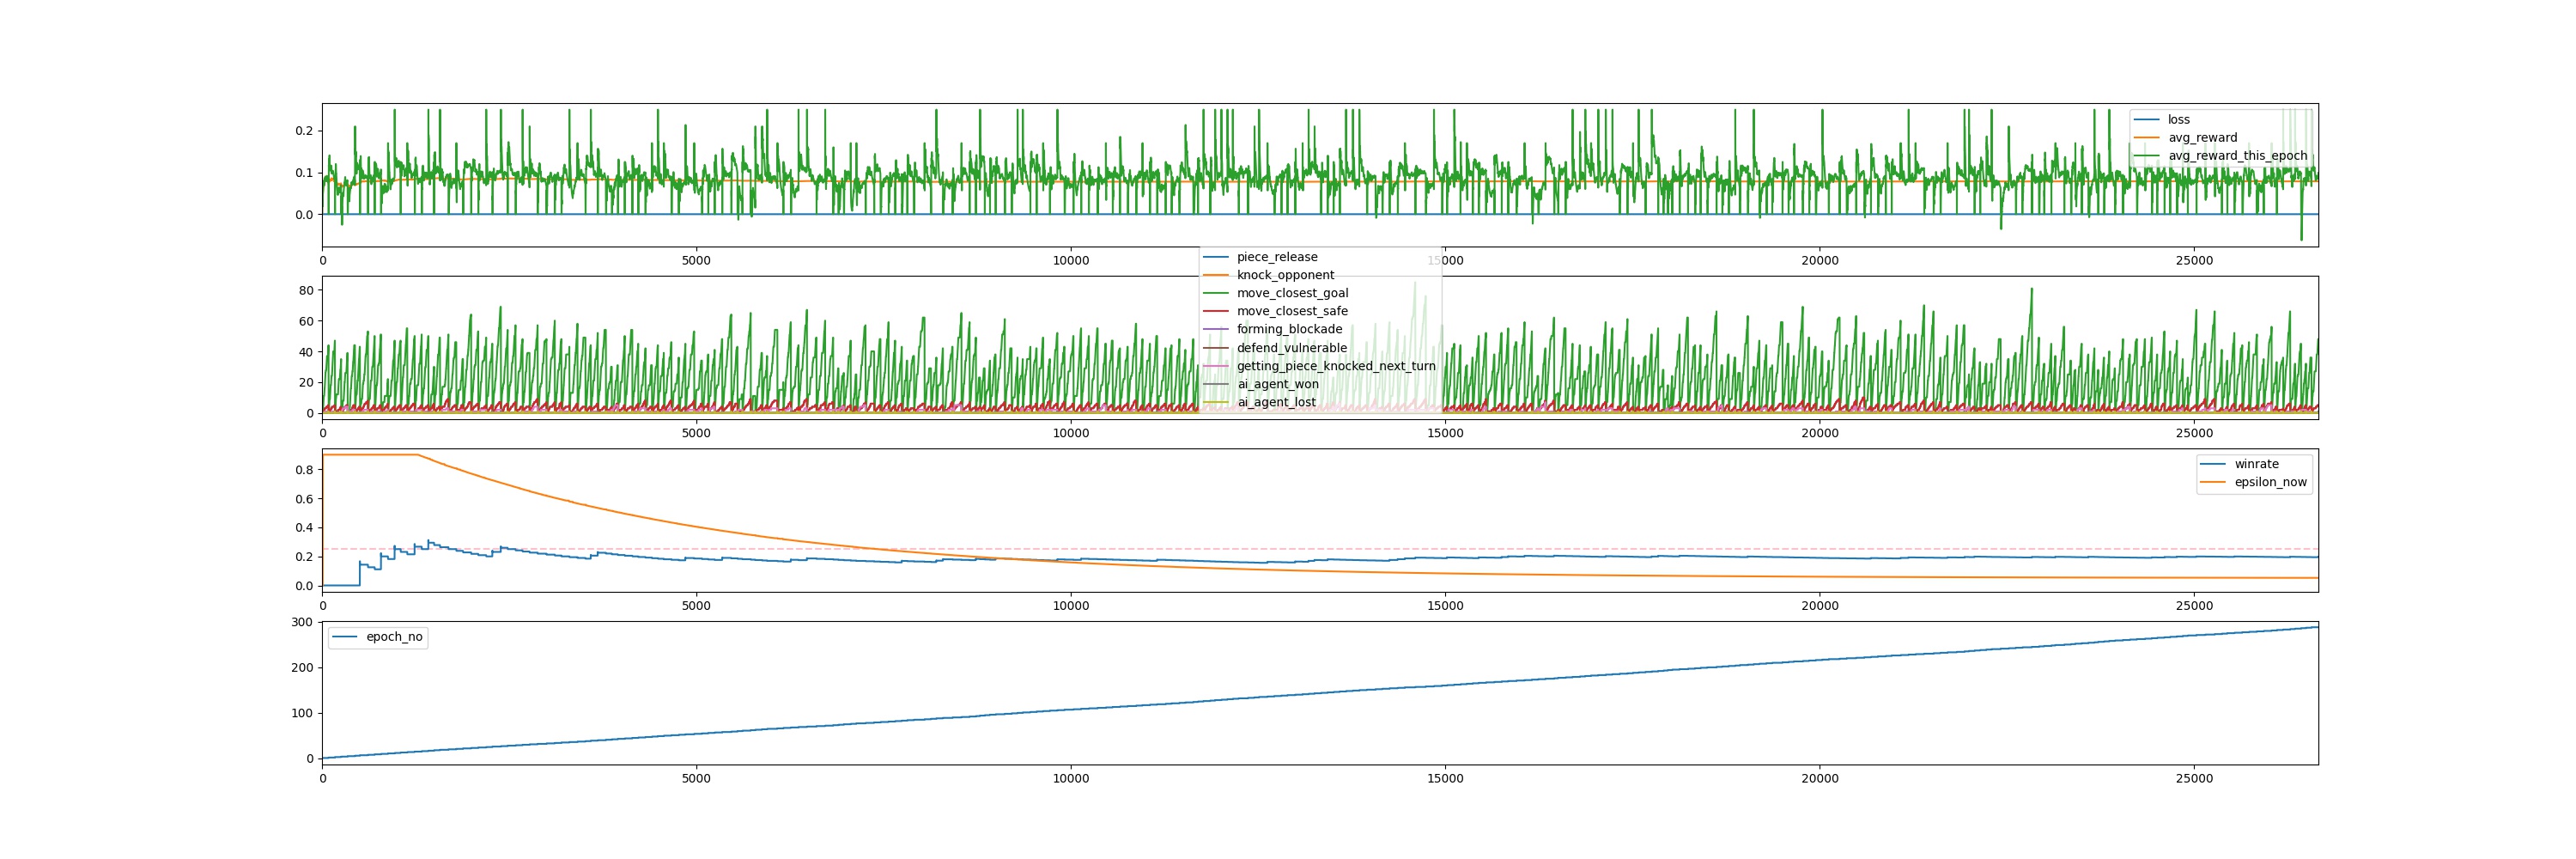 0.2
0.1
0.0
loss
avg_reward
avg_reward_this_epoch
0 5000 10000 15000 20000 25000
piece_release
knock_opponent
move_closest_goal
move_closest_safe
forming_blockade
defend_vulnerable
getting_piece_knocked_next_turn
ai_agent_won
ai_agent_lost
80
60
40
20
0
0 5000 10000 15000 20000 25000
0.8
0.6
0.4
0.2
0.0
winrate
epsilon_now
0 5000 10000 15000 20000 25000
300
200
100
0
epoch_no
0 5000 10000 15000 20000 25000